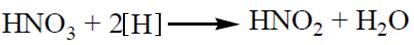 HNO₃ + 2[H] ⟶ HNO₂ + H₂O